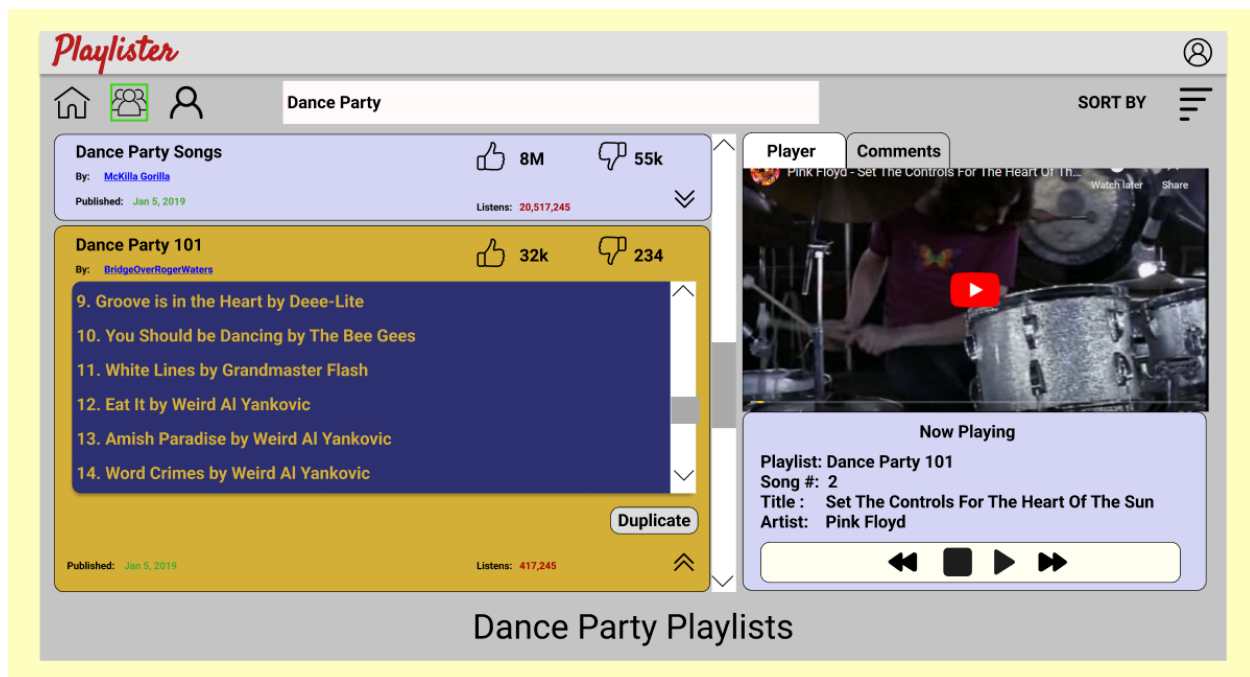 Playlister
Dance Party
SORT BY
Dance Party Songs
8M
55k
By: McKilla Gorilla
Published: Jan 5, 2019
Listens: 20,517,245
Dance Party 101
32k
234
By: BridgeOverRogerWaters
9. Groove is in the Heart by Deee-Lite
10. You Should be Dancing by The Bee Gees
11. White Lines by Grandmaster Flash
12. Eat It by Weird Al Yankovic
13. Amish Paradise by Weird Al Yankovic
14. Word Crimes by Weird Al Yankovic
Duplicate
Published: Jan 5, 2019
Listens: 417,245
Player
Comments
Pink Floyd - Set The Controls For The Heart Of Th...
Watch later
Share
Now Playing
Playlist: Dance Party 101
Song #: 2
Title : Set The Controls For The Heart Of The Sun
Artist: Pink Floyd
Dance Party Playlists